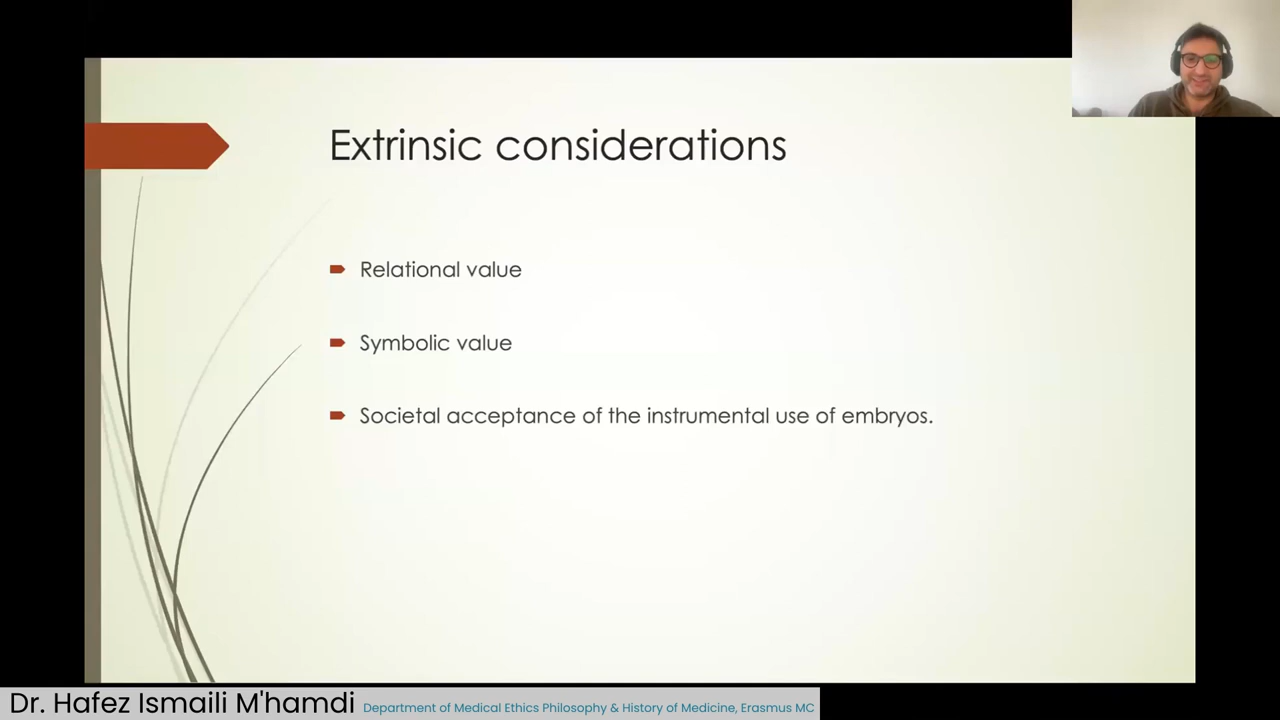 Extrinsic considerations
Relational value
Symbolic value
Societal acceptance of the instrumental use of embryos.
Dr. Hafez Ismaili M'hamdi Department of Medical Ethics Philosophy & History of Medicine, Erasmus MC